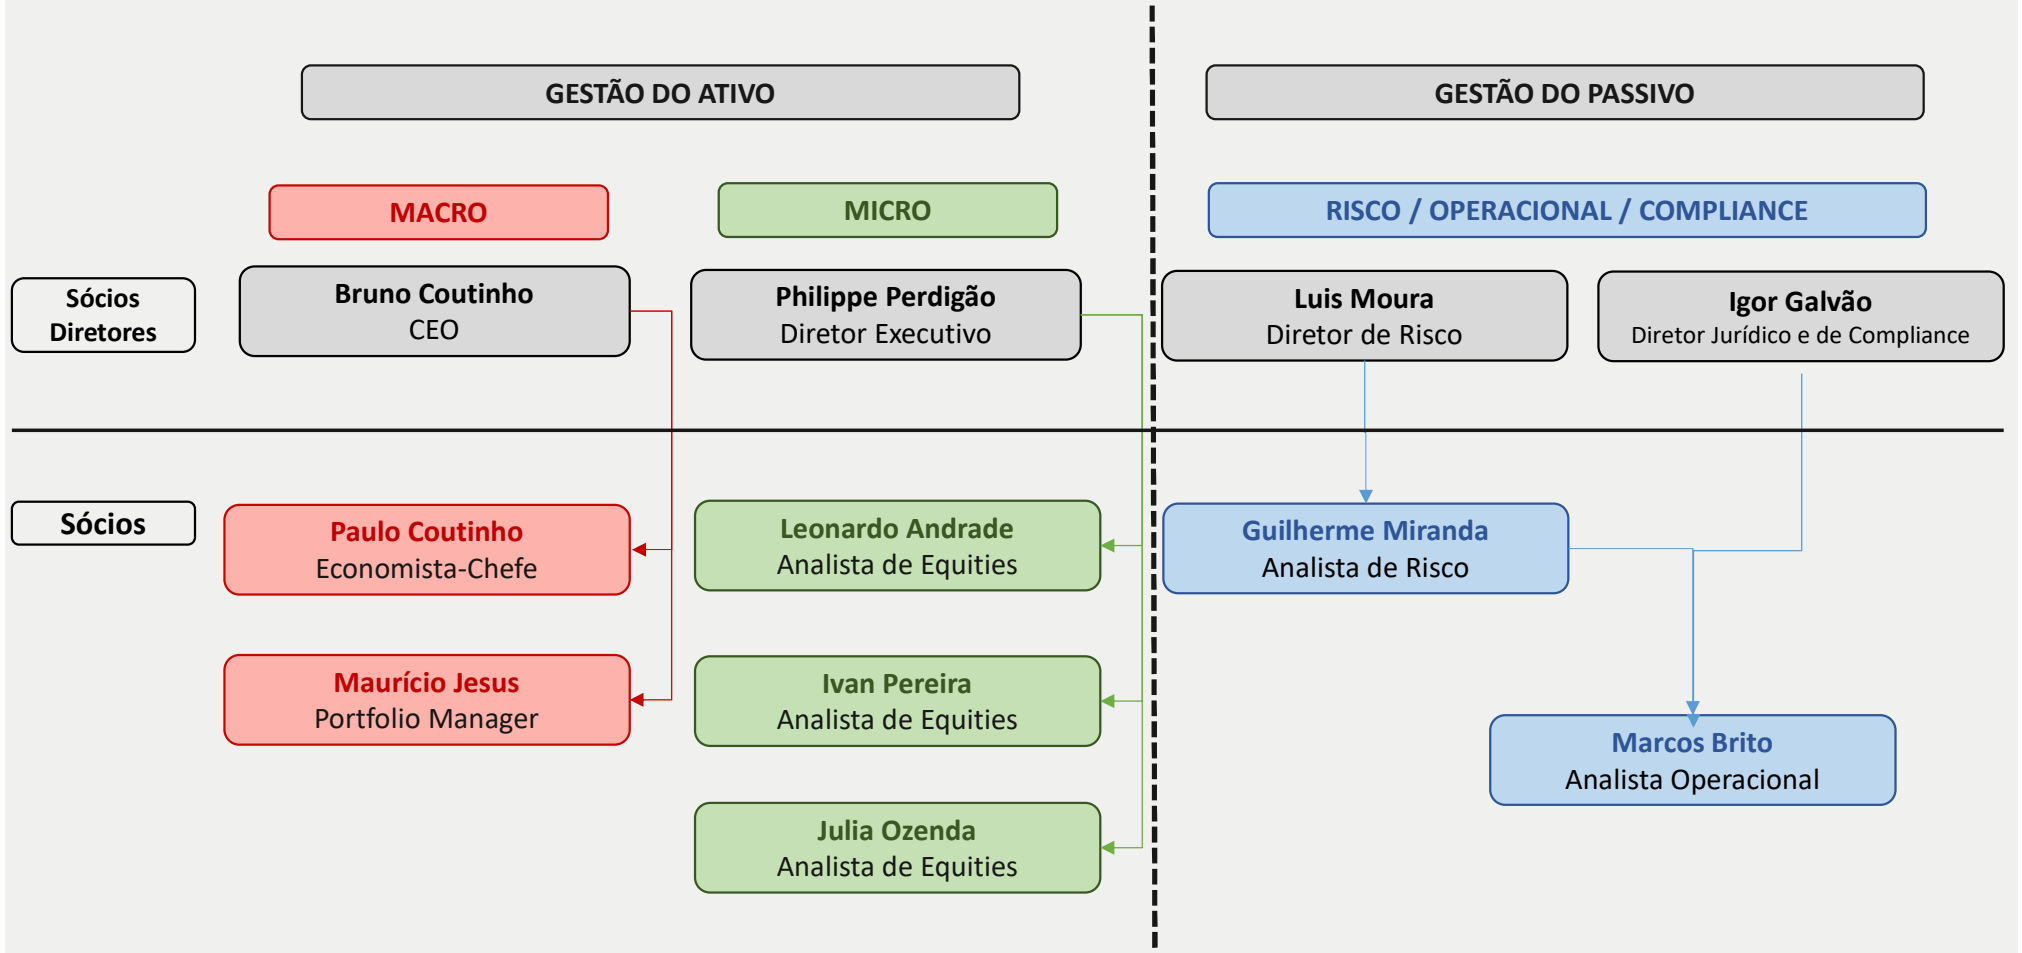 GESTÃO DO ATIVO
GESTÃO DO PASSIVO
MACRO
MICRO
RISCO / OPERACIONAL / COMPLIANCE
Sócios
Diretores
Bruno Coutinho
CEO
Philippe Perdigão
Diretor Executivo
Luis Moura
Diretor de Risco
Igor Galvão
Diretor Jurídico e de Compliance
Sócios
Paulo Coutinho
Economista-Chefe
Leonardo Andrade
Analista de Equities
Guilherme Miranda
Analista de Risco
Maurício Jesus
Portfolio Manager
Ivan Pereira
Analista de Equities
Marcos Brito
Analista Operacional
Julia Ozenda
Analista de Equities